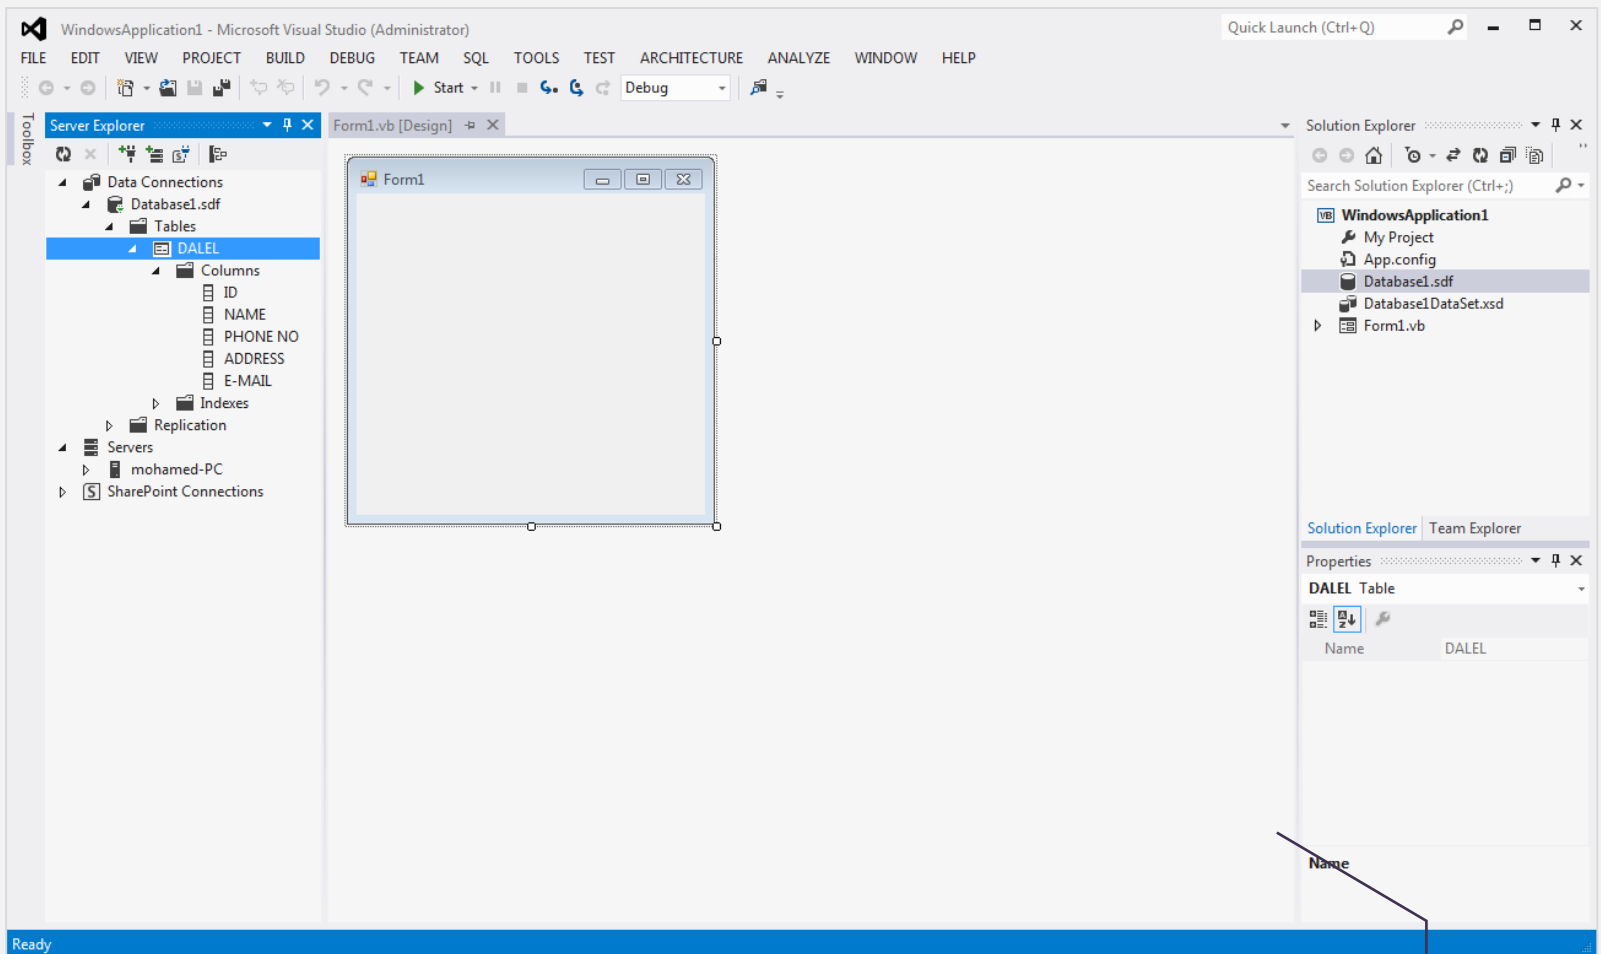 WindowsApplication1 - Microsoft Visual Studio (Administrator)
Quick Launch (Ctrl+Q)
FILE EDIT VIEW PROJECT BUILD DEBUG TEAM SQL TOOLS TEST ARCHITECTURE ANALYZE WINDOW HELP
Start Debug
Toolbox
Server Explorer
Data Connections
Database1.sdf
Tables
DALEL
Columns
ID
NAME
PHONE NO
ADDRESS
E-MAIL
Indexes
Replication
Servers
mohamed-PC
SharePoint Connections
Form1.vb [Design]
Form1
Solution Explorer
Search Solution Explorer (Ctrl+;)
WindowsApplication1
My Project
App.config
Database1.sdf
Database1DataSet.xsd
Form1.vb
Solution Explorer Team Explorer
Properties
DALEL Table
Name DALEL
Name
Ready